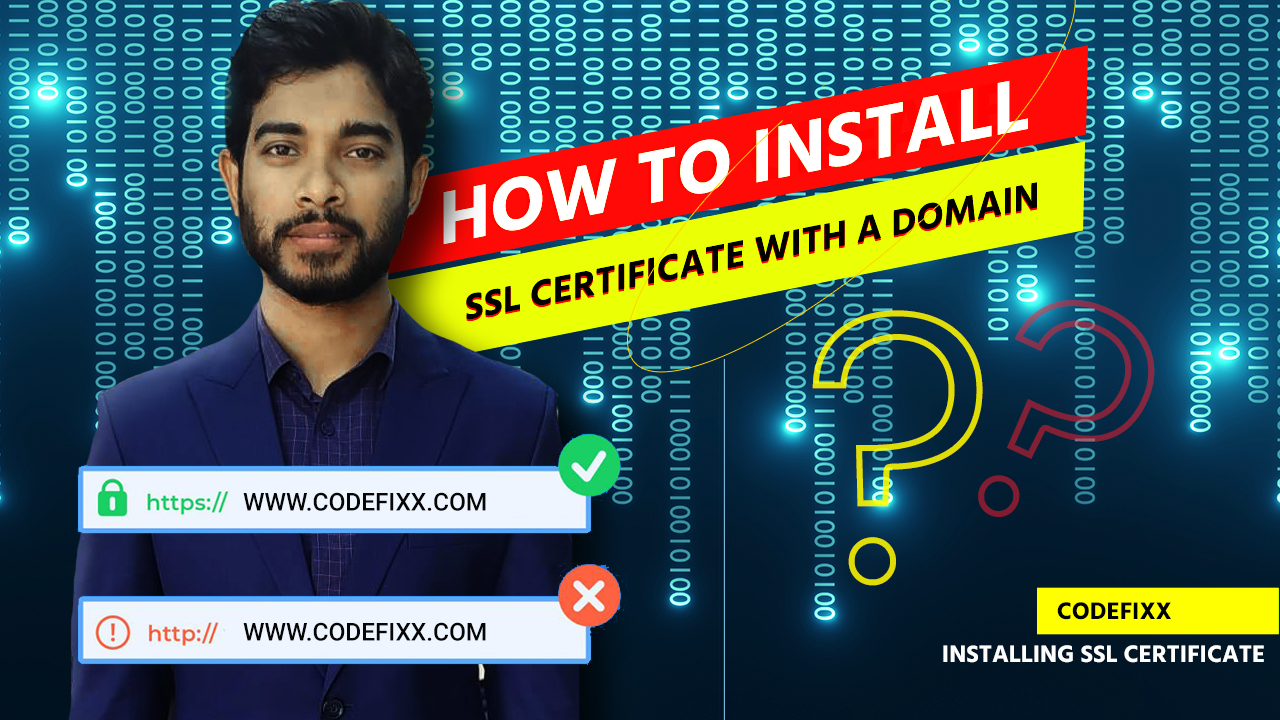 HOW TO INSTALL
SSL CERTIFICATE WITH A DOMAIN
https:// WWW.CODEFIXX.COM
http:// WWW.CODEFIXX.COM
??
CODEFIXX
INSTALLING SSL CERTIFICATE